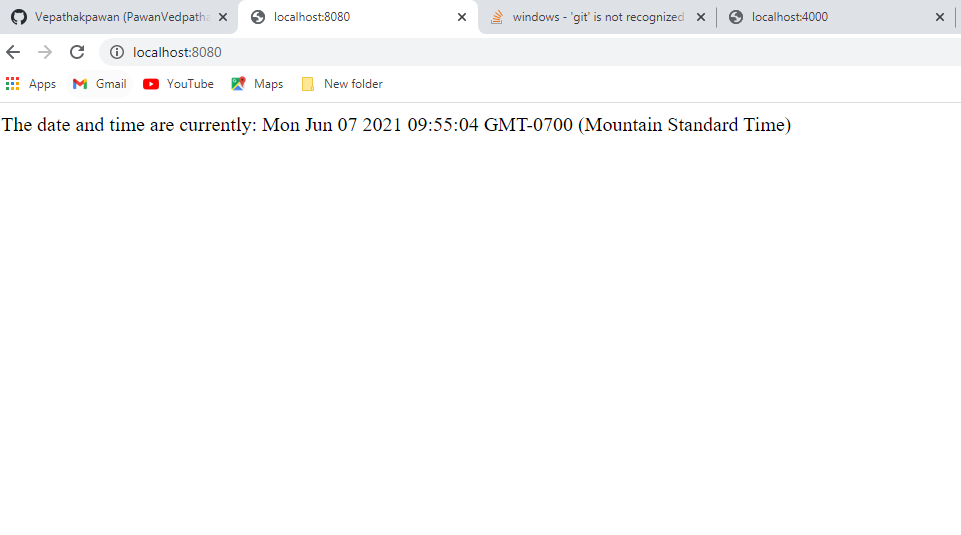 Vepathakpawan (PawanVedpatha
localhost:8080
windows - 'git' is not recognized
localhost:4000
localhost:8080
Apps
Gmail
YouTube
Maps
New folder
The date and time are currently: Mon Jun 07 2021 09:55:04 GMT-0700 (Mountain Standard Time)